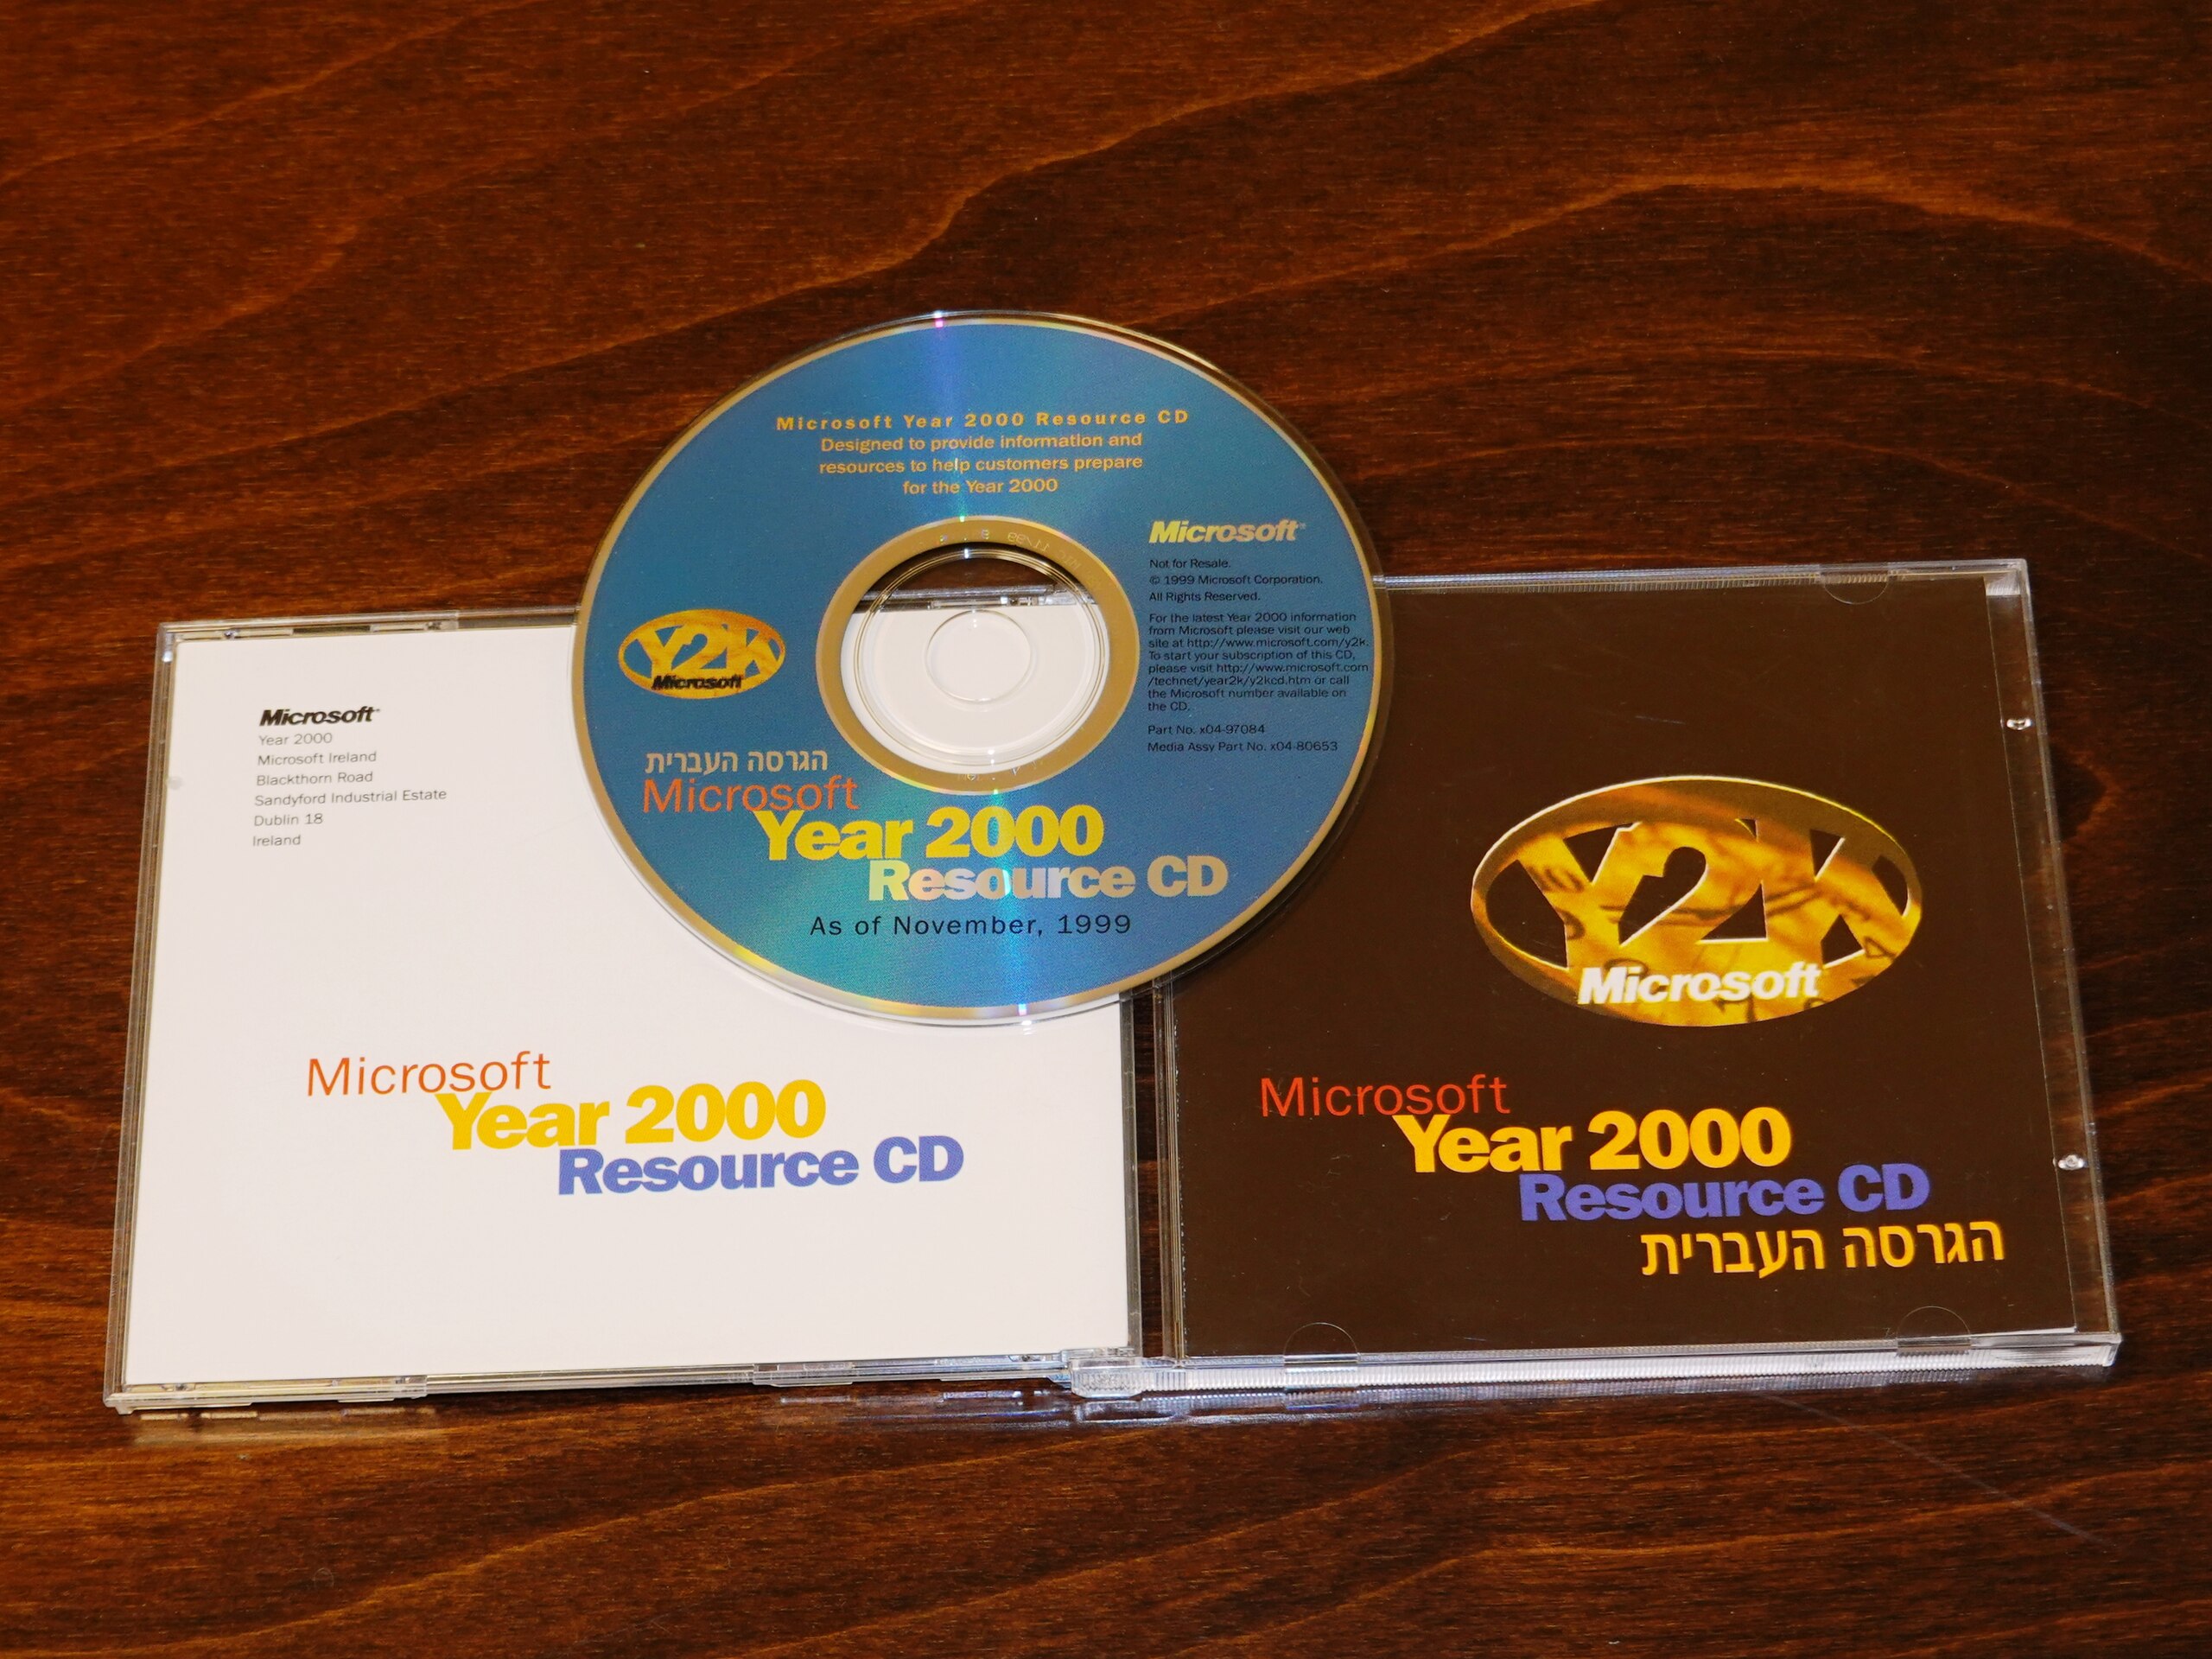 Microsoft Year 2000 Resource CD
Designed to provide information and
resources to help customers prepare
for the Year 2000
Microsoft
Not for Resale.
© 1999 Microsoft Corporation.
All Rights Reserved.
For the latest Year 2000 information
from Microsoft please visit our web
site at http://www.microsoft.com/y2k.
To start your subscription of this CD,
please visit http://www.microsoft.com
/technet/year2k/y2kcd.htm or call
the Microsoft number available on
the CD.
Part No. x04-97084
Media Assy Part No. x04-80653
Y2K
Microsoft
הגרסה העברית
Microsoft
Year 2000
Resource CD
As of November, 1999
Microsoft
Year 2000
Microsoft Ireland
Blackthorn Road
Sandyford Industrial Estate
Dublin 18
Ireland
Microsoft
Year 2000
Resource CD
Y2K
Microsoft
Microsoft
Year 2000
Resource CD
הגרסה העברית